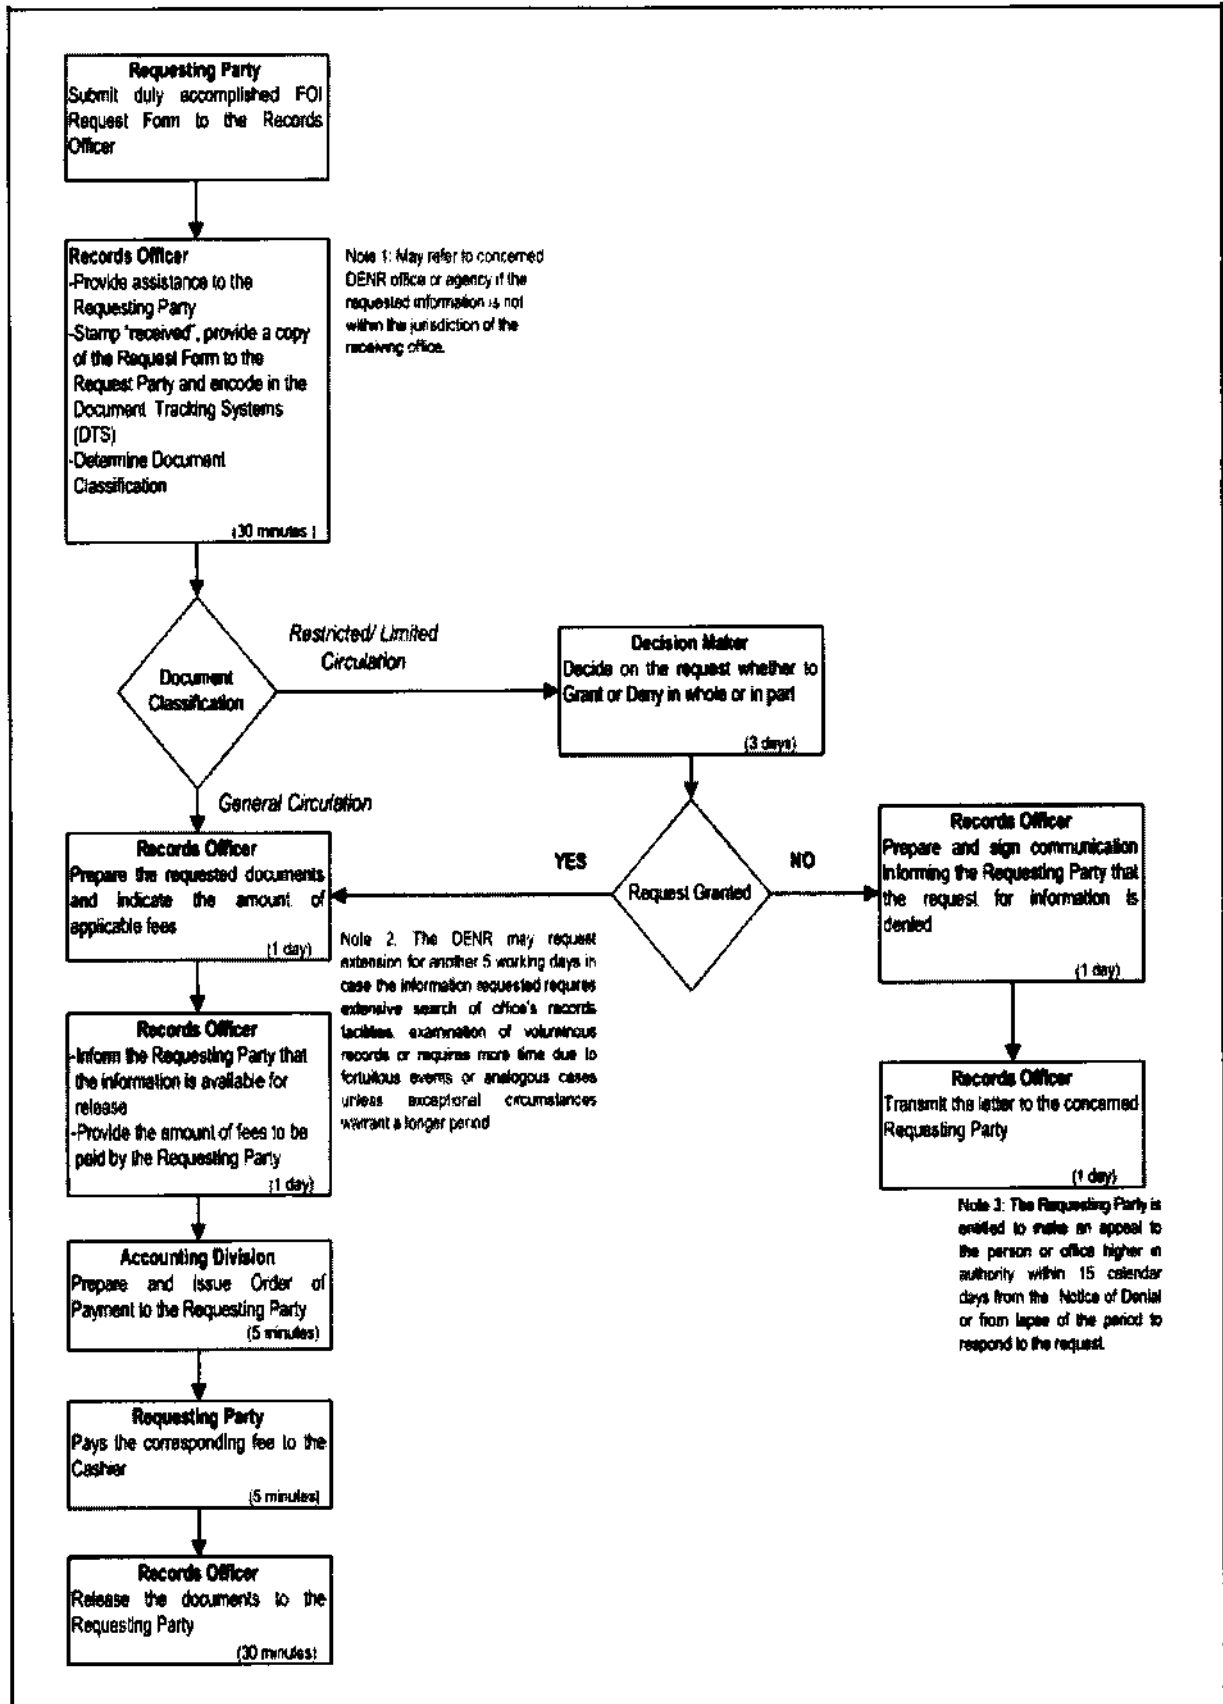 Requesting Party
Submit duly accomplished FOI
Request Form to the Records
Officer
Records Officer
-Provide assistance to the
Requesting Party
-Stamp "received", provide a copy
of the Request Form to the
Request Party and encode in the
Document Tracking Systems
(DTS)
-Determine Document
Classification
(30 minutes )
Note 1: May refer to concerned
DENR office or agency if the
requested information is not
within the jurisdiction of the
receiving office.
Document
Classification
Restricted/ Limited
Circulation
Decision Maker
Decide on the request whether to
Grant or Deny in whole or in part
(3 days)
General Circulation
Records Officer
Prepare the requested documents
and indicate the amount of
applicable fees
(1 day)
YES
Request Granted
NO
Records Officer
Prepare and sign communication
Informing the Requesting Party that
the request for information is
denied
(1 day)
Note 2. The DENR may request
extension for another 5 working days in
case the information requested requires
extensive search of office's records
facilities, examination of voluminous
records or requires more time due to
fortuitous events or analogous cases
unless exceptional circumstances
warrant a longer period
Records Officer
-Inform the Requesting Party that
the information is available for
release
-Provide the amount of fees to be
paid by the Requesting Party
(1 day)
Records Officer
Transmit the letter to the concerned
Requesting Party
(1 day)
Note 3: The Requesting Party is
entitled to make an appeal to
the person or office higher in
authority within 15 calendar
days from the Notice of Denial
or from lapse of the period to
respond to the request.
Accounting Division
Prepare and Issue Order of
Payment to the Requesting Party
(5 minutes)
Requesting Party
Pays the corresponding fee to the
Cashier
(5 minutes)
Records Officer
Release the documents to the
Requesting Party
(30 minutes)